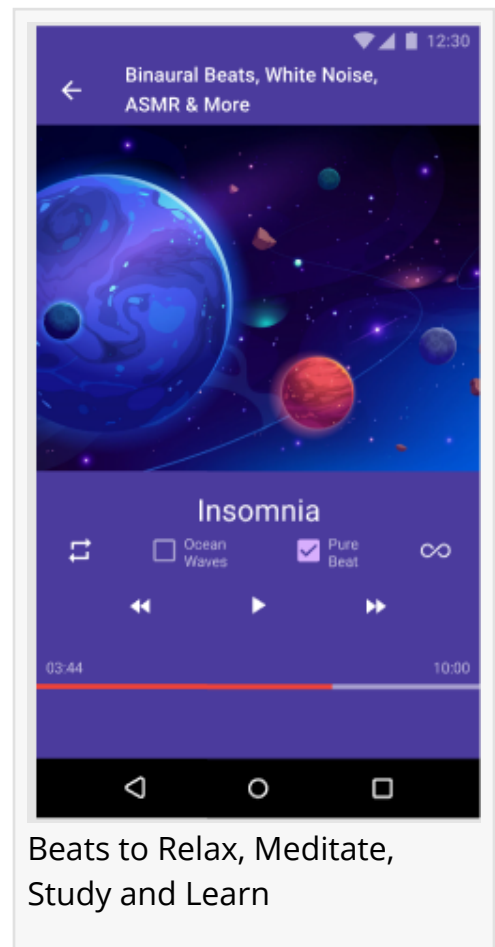 12:30
Binaural Beats, White Noise,
ASMR & More
Insomnia
Ocean
Waves
Pure
Beat
03:44
10:00
Beats to Relax, Meditate,
Study and Learn